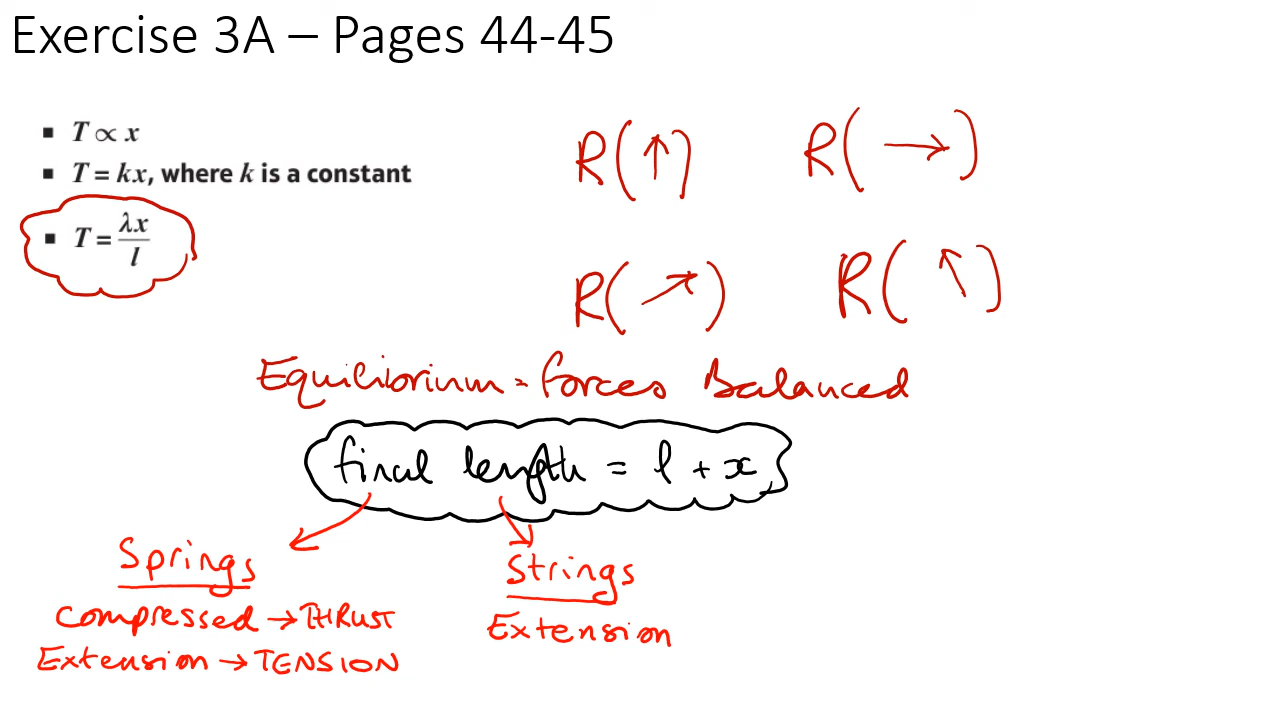 Exercise 3A – Pages 44-45
▪ T ∝ x
▪ T = kx, where k is a constant
▪ T = λx/l
R(↑) R(→)
R(↗) R(↖)
Equilibrium = Forces Balanced
final length = l + x
Springs
Compressed → THRUST
Extension → TENSION
Strings
Extension